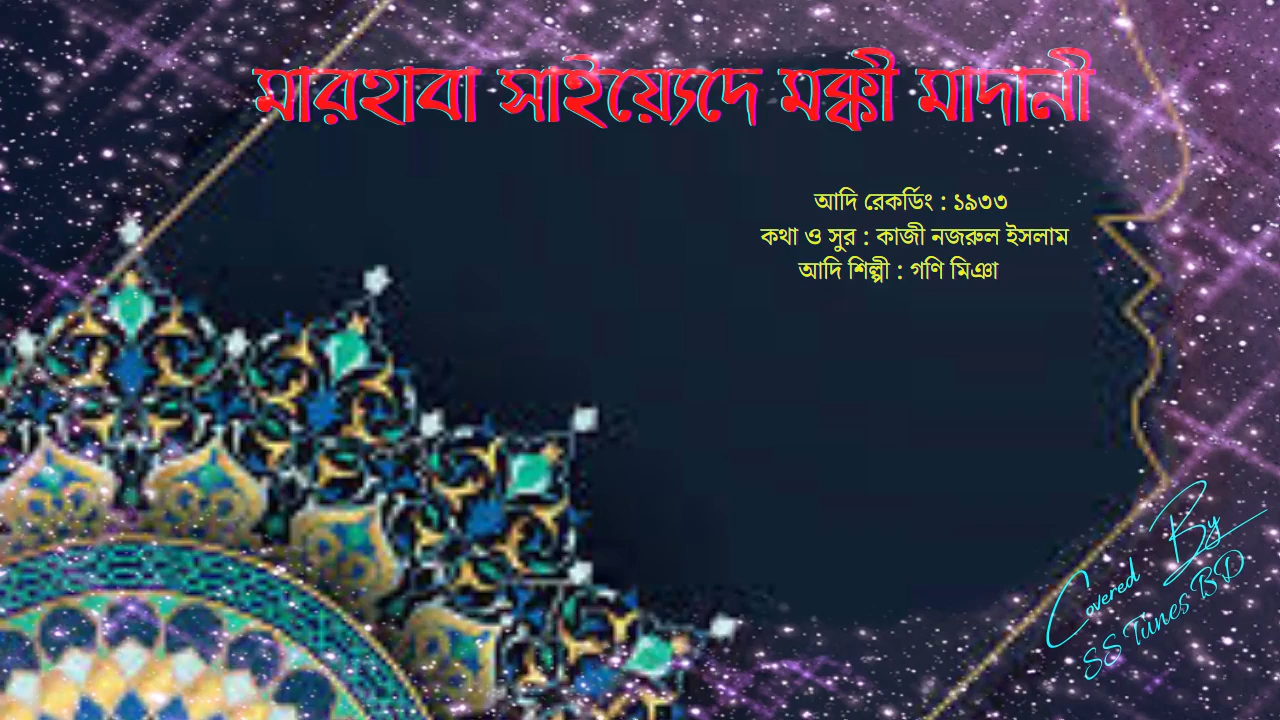 মারহাবা সাইয়্যেদে মক্কী মাদানী
আদি রেকর্ডিং : ১৯৩৩
কথা ও সুর : কাজী নজরুল ইসলাম
আদি শিল্পী : গণি মিঞা
Covered By
SS Tunes BD